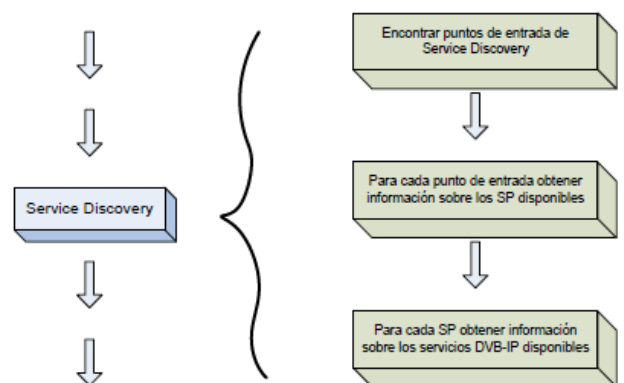 Encontrar puntos de entrada de
Service Discovery
Service Discovery
Para cada punto de entrada obtener
información sobre los SP disponibles
Para cada SP obtener información
sobre los servicios DVB-IP disponibles